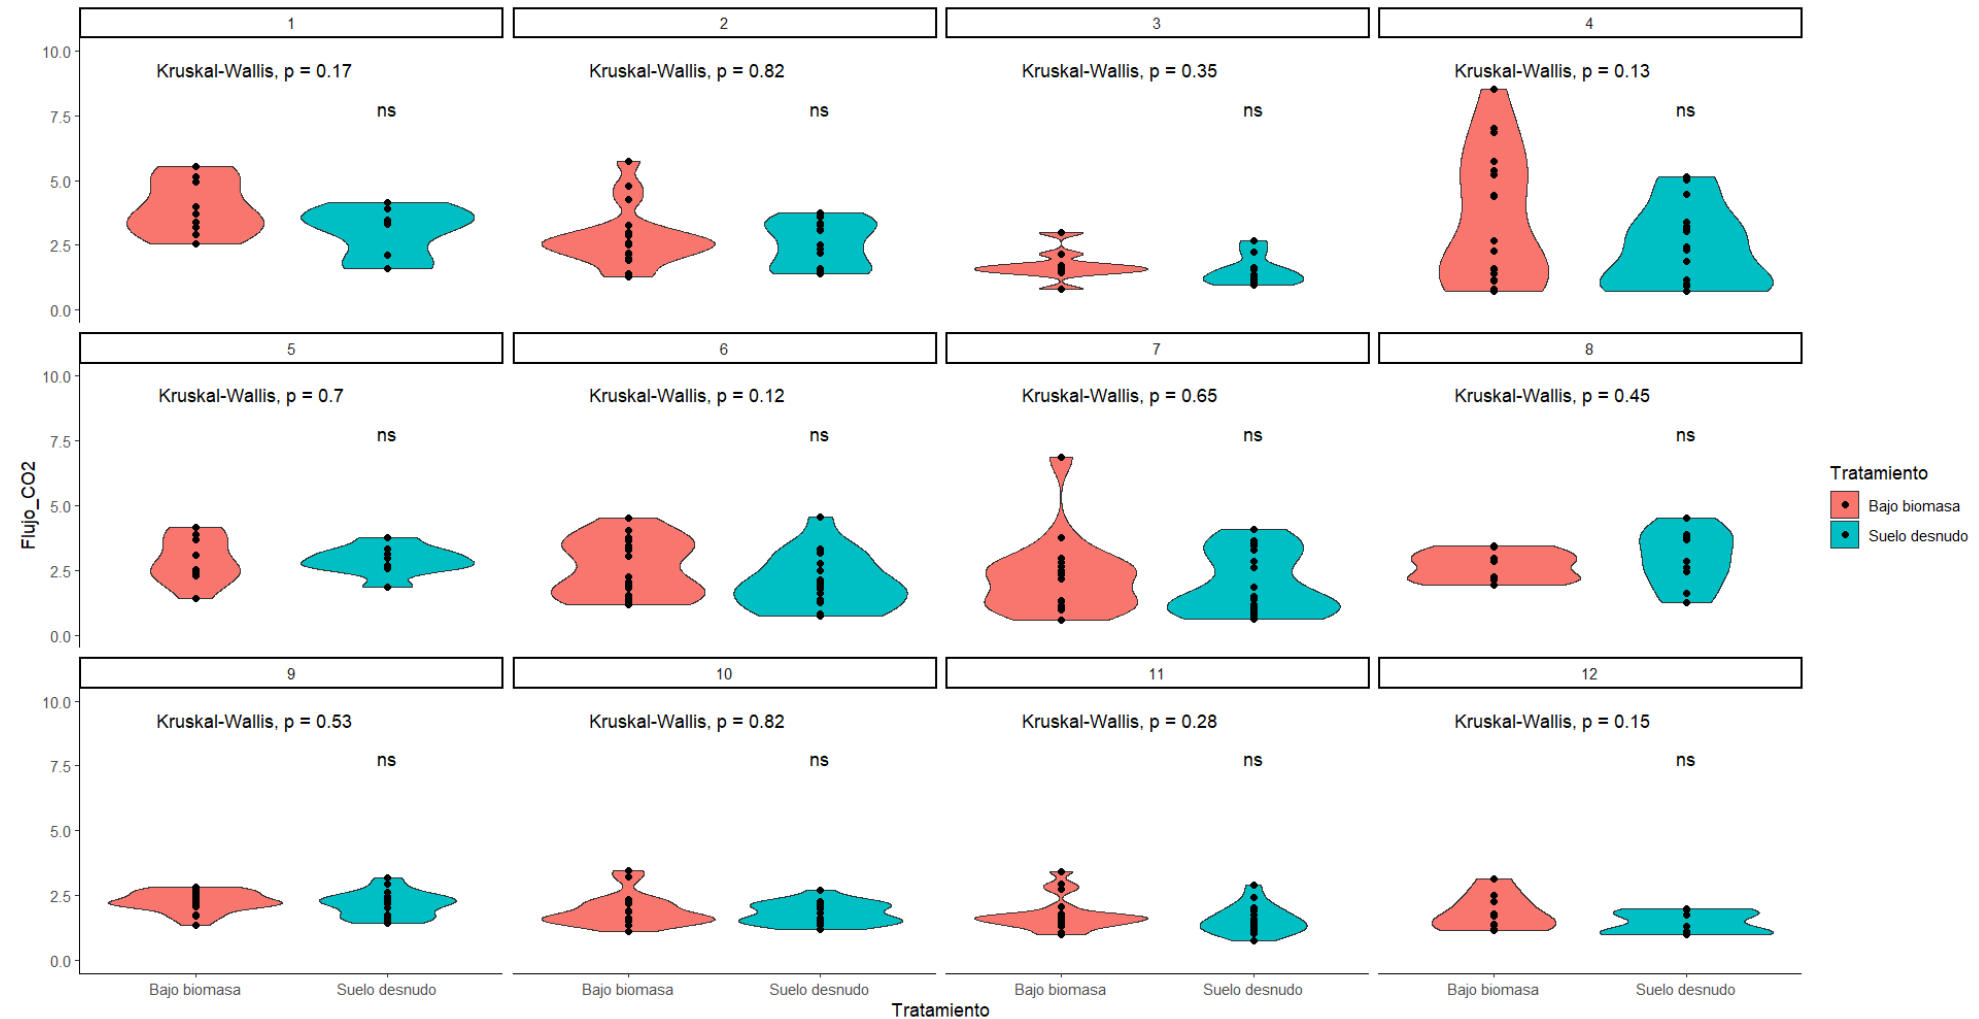 1 2 3 4
10.0
Kruskal-Wallis, p = 0.17 Kruskal-Wallis, p = 0.82 Kruskal-Wallis, p = 0.35 Kruskal-Wallis, p = 0.13
7.5
ns ns ns ns
5.0
2.5
0.0
5 6 7 8
10.0
Kruskal-Wallis, p = 0.7 Kruskal-Wallis, p = 0.12 Kruskal-Wallis, p = 0.65 Kruskal-Wallis, p = 0.45
7.5
ns ns ns ns
5.0
2.5
0.0
Flujo_CO2
Tratamiento
Bajo biomasa
Suelo desnudo
9 10 11 12
10.0
Kruskal-Wallis, p = 0.53 Kruskal-Wallis, p = 0.82 Kruskal-Wallis, p = 0.28 Kruskal-Wallis, p = 0.15
7.5
ns ns ns ns
5.0
2.5
0.0
Bajo biomasa Suelo desnudo Bajo biomasa Suelo desnudo Bajo biomasa Suelo desnudo Bajo biomasa Suelo desnudo
Tratamiento